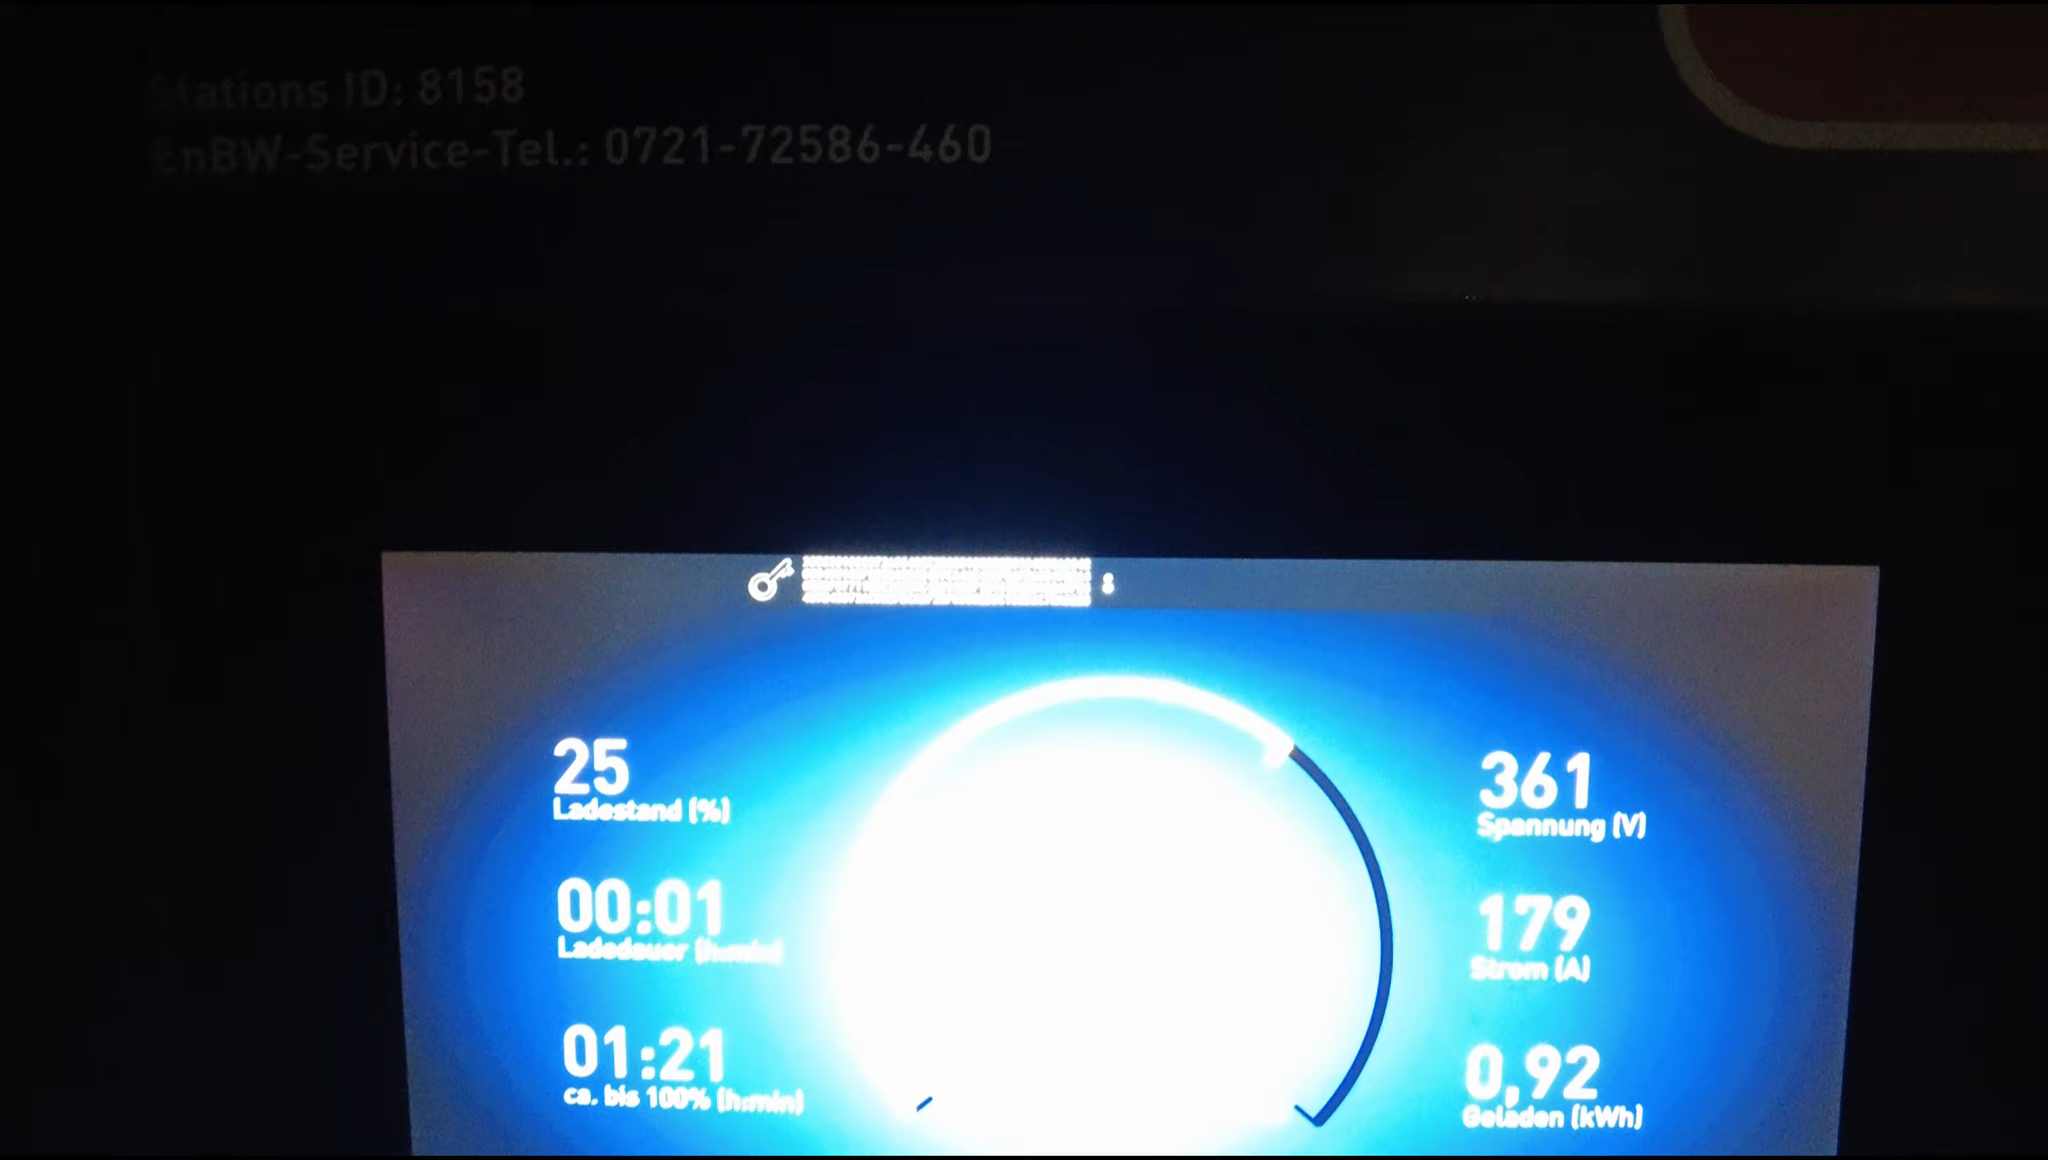 Stations ID: 8158
EnBW-Service-Tel.: 0721-72586-460
25
Ladestand (%)
00:01
Ladedauer (h:min)
01:21
ca. bis 100% (h:min)
361
Spannung (V)
179
Strom (A)
0,92
Geladen (kWh)